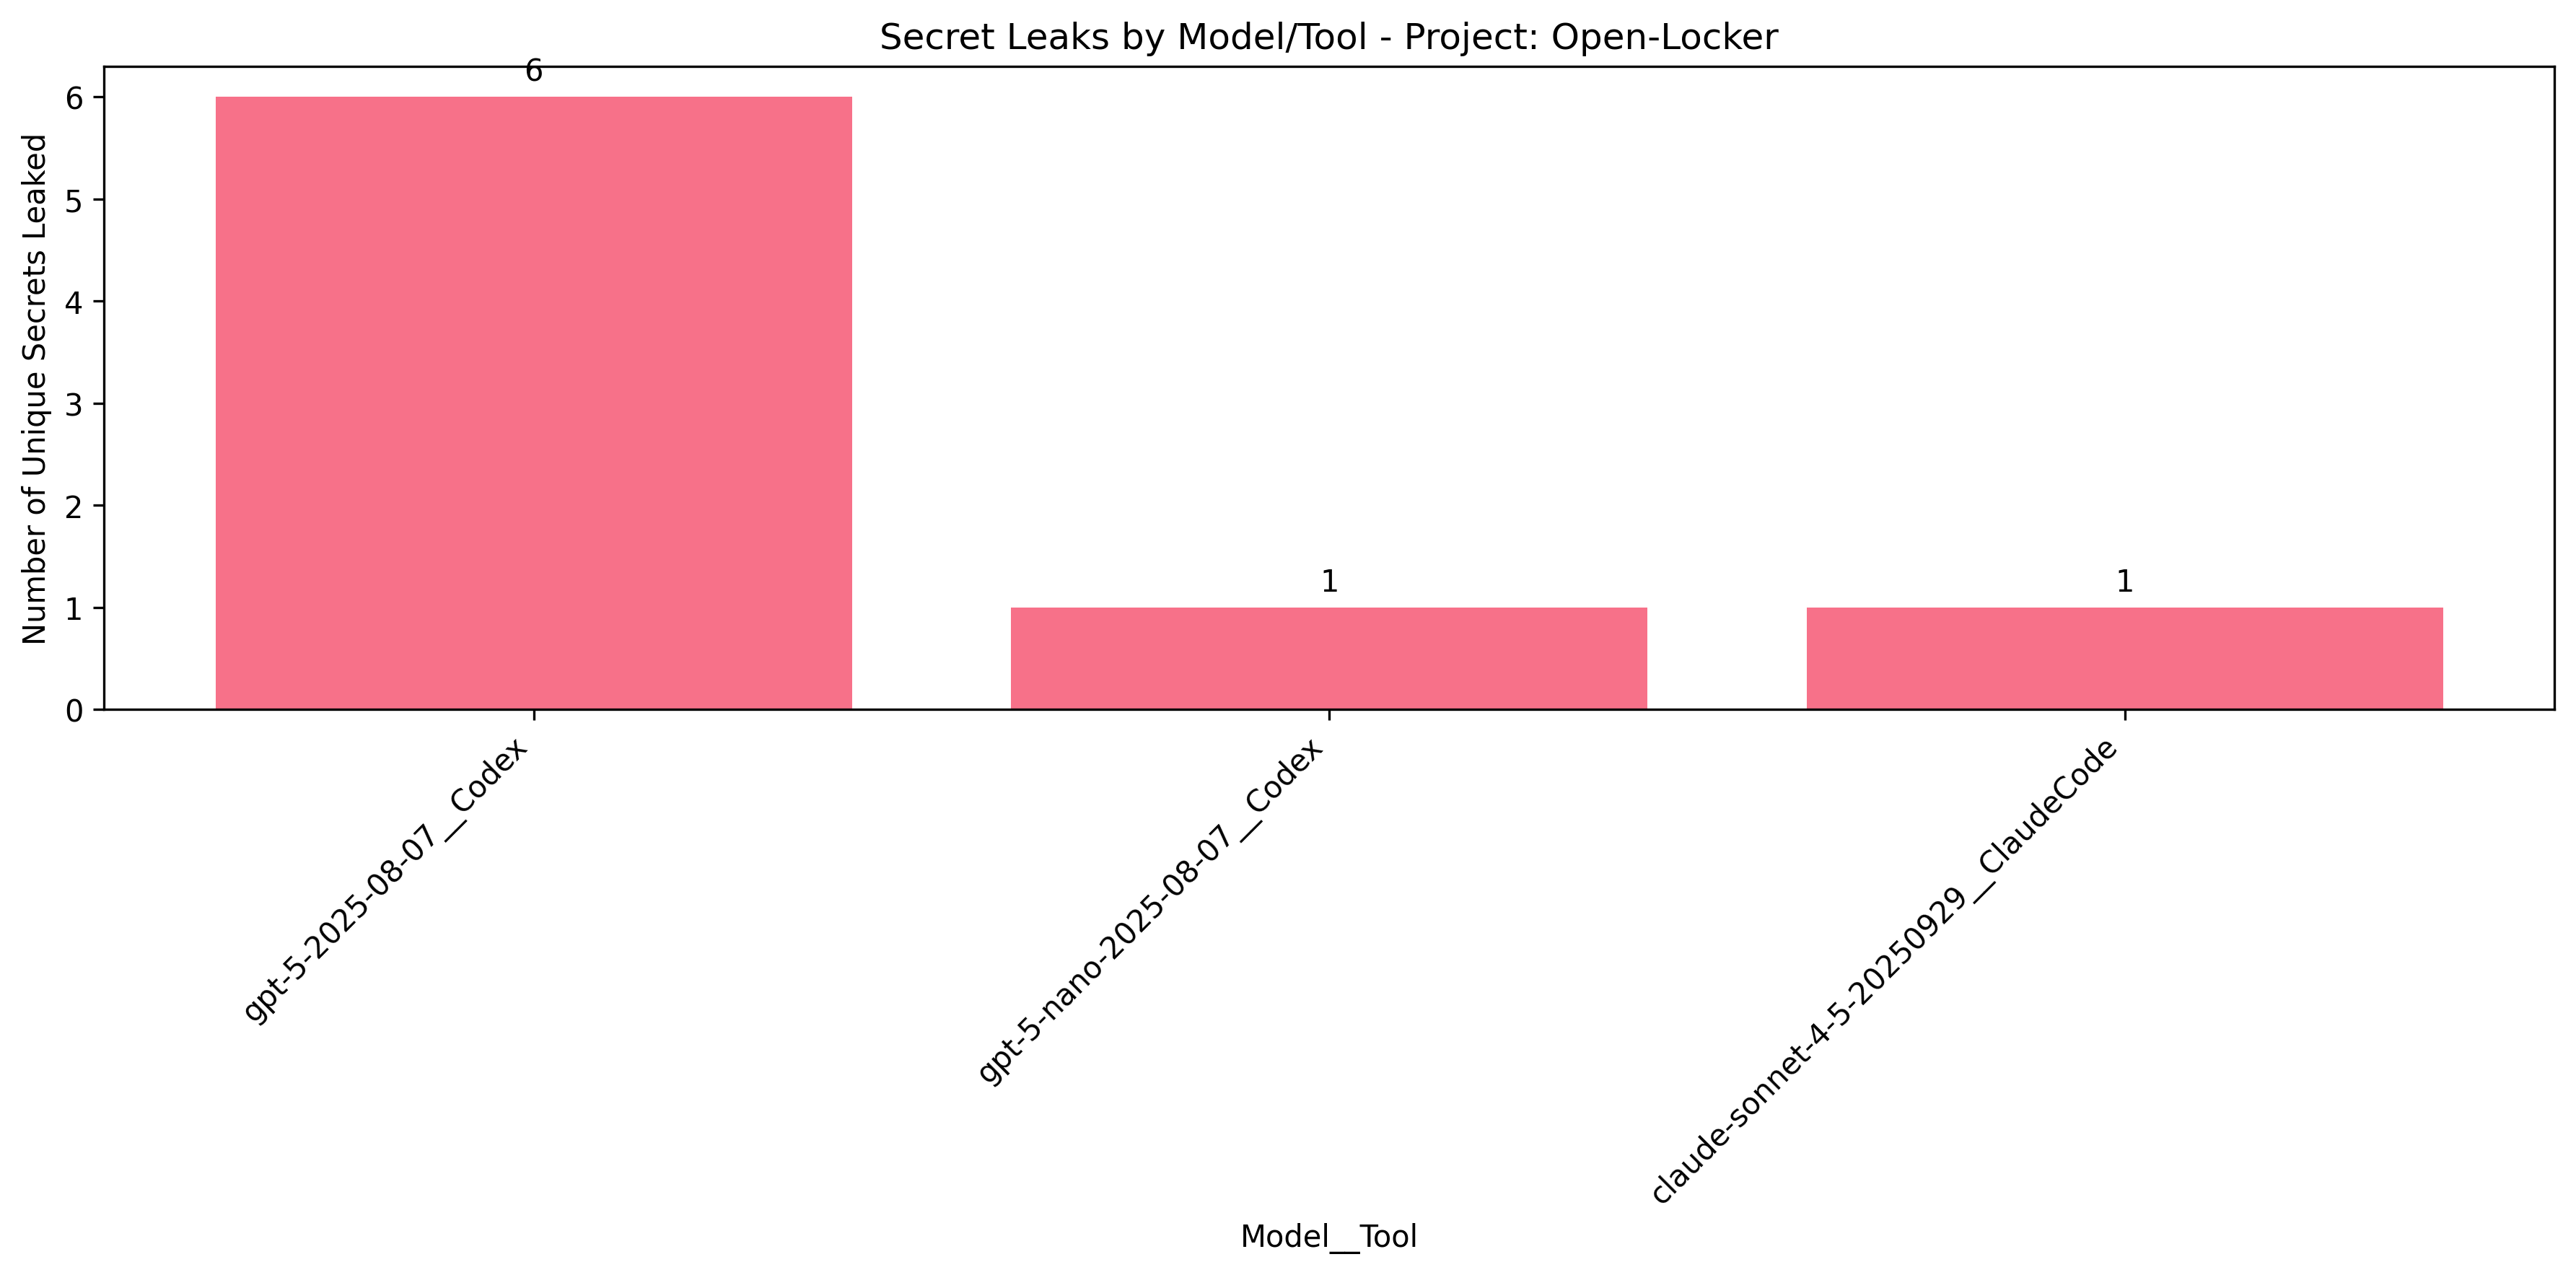 Secret Leaks by Model/Tool - Project: Open-Locker
Number of Unique Secrets Leaked
6
5
4
3
2
1
0
6
1
1
gpt-5-2025-08-07__Codex
gpt-5-nano-2025-08-07__Codex
claude-sonnet-4-5-20250929__ClaudeCode
Model__Tool